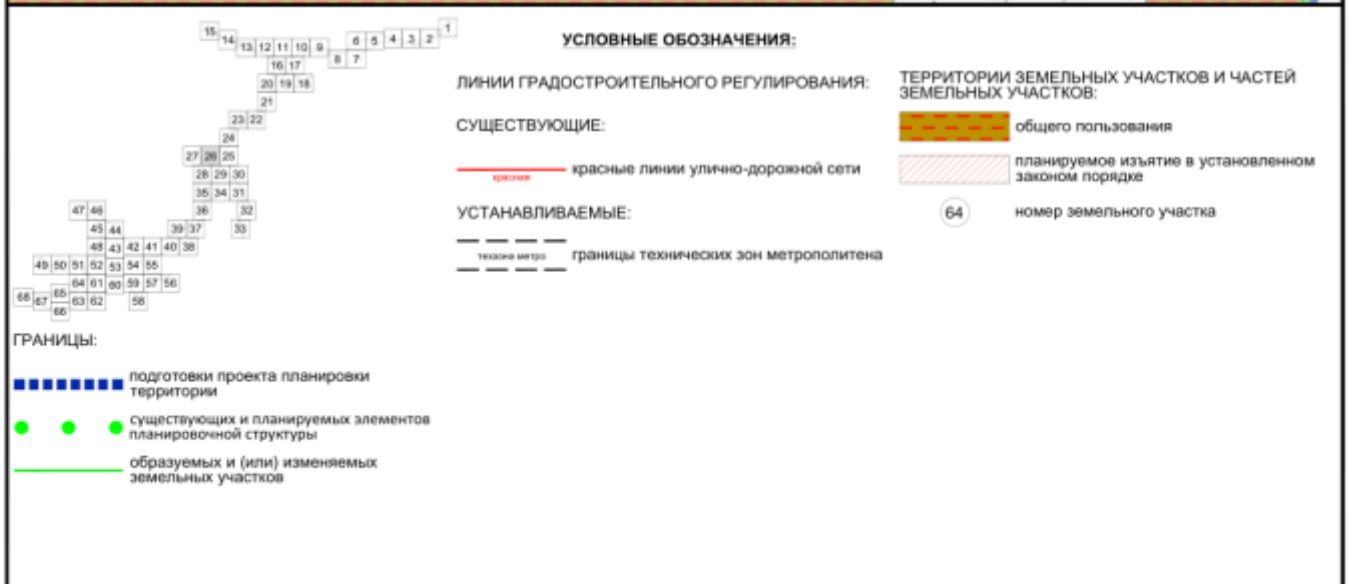 1
15
14
13 12 11 10 9
6 5 4 3 2
8 7
16 17
20 19 18
21
23 22
24
27 26 25
28 29 30
35 34 31
47 46
36
32
45 44
39 37
33
48 43 42 41 40 38
49 50 51 52 53 54 55
64 61 60 59 57 56
68 67 65 63 62
58
66
УСЛОВНЫЕ ОБОЗНАЧЕНИЯ:
ЛИНИИ ГРАДОСТРОИТЕЛЬНОГО РЕГУЛИРОВАНИЯ:
СУЩЕСТВУЮЩИЕ:
красная
красные линии улично-дорожной сети
УСТАНАВЛИВАЕМЫЕ:
техзона метро
границы технических зон метрополитена
ТЕРРИТОРИИ ЗЕМЕЛЬНЫХ УЧАСТКОВ И ЧАСТЕЙ
ЗЕМЕЛЬНЫХ УЧАСТКОВ:
общего пользования
планируемое изъятие в установленном
законом порядке
64
номер земельного участка
ГРАНИЦЫ:
подготовки проекта планировки
территории
существующих и планируемых элементов
планировочной структуры
образуемых и (или) изменяемых
земельных участков